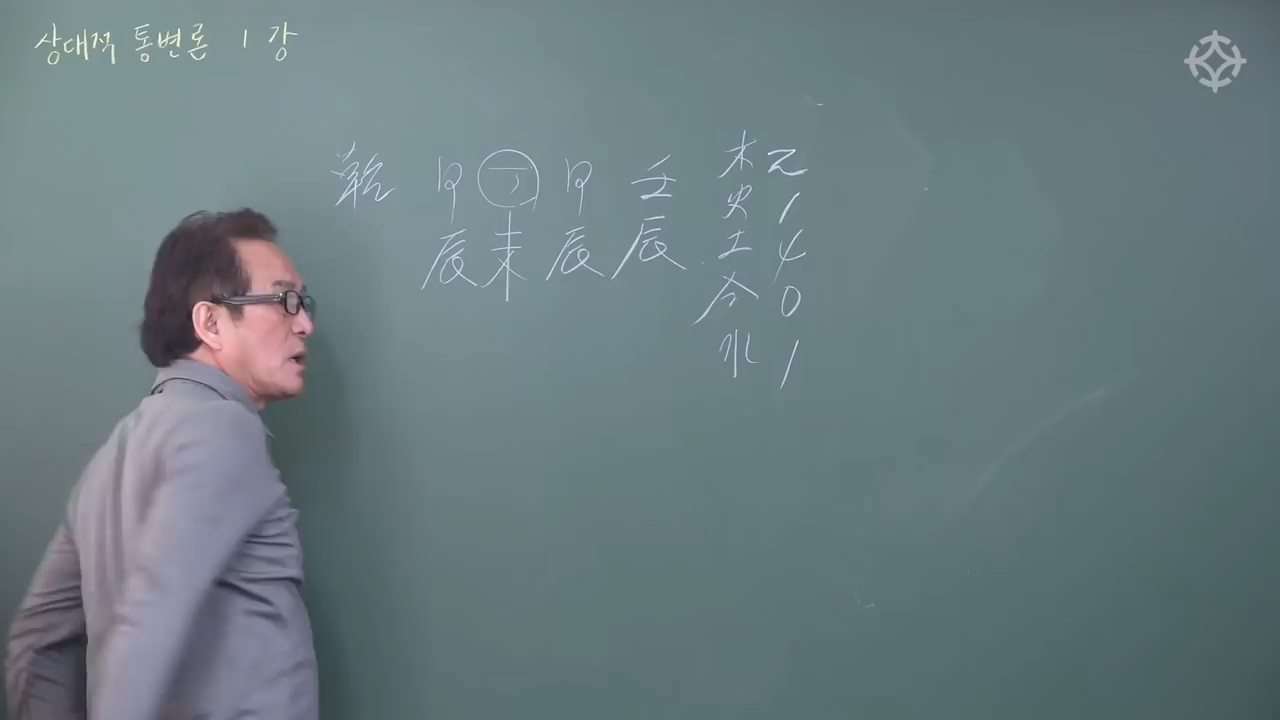 상대적 통변론 1강
乾 甲 丁 甲 壬
辰 未 辰 辰
木 2
火 1
土 4
金 0
水 1